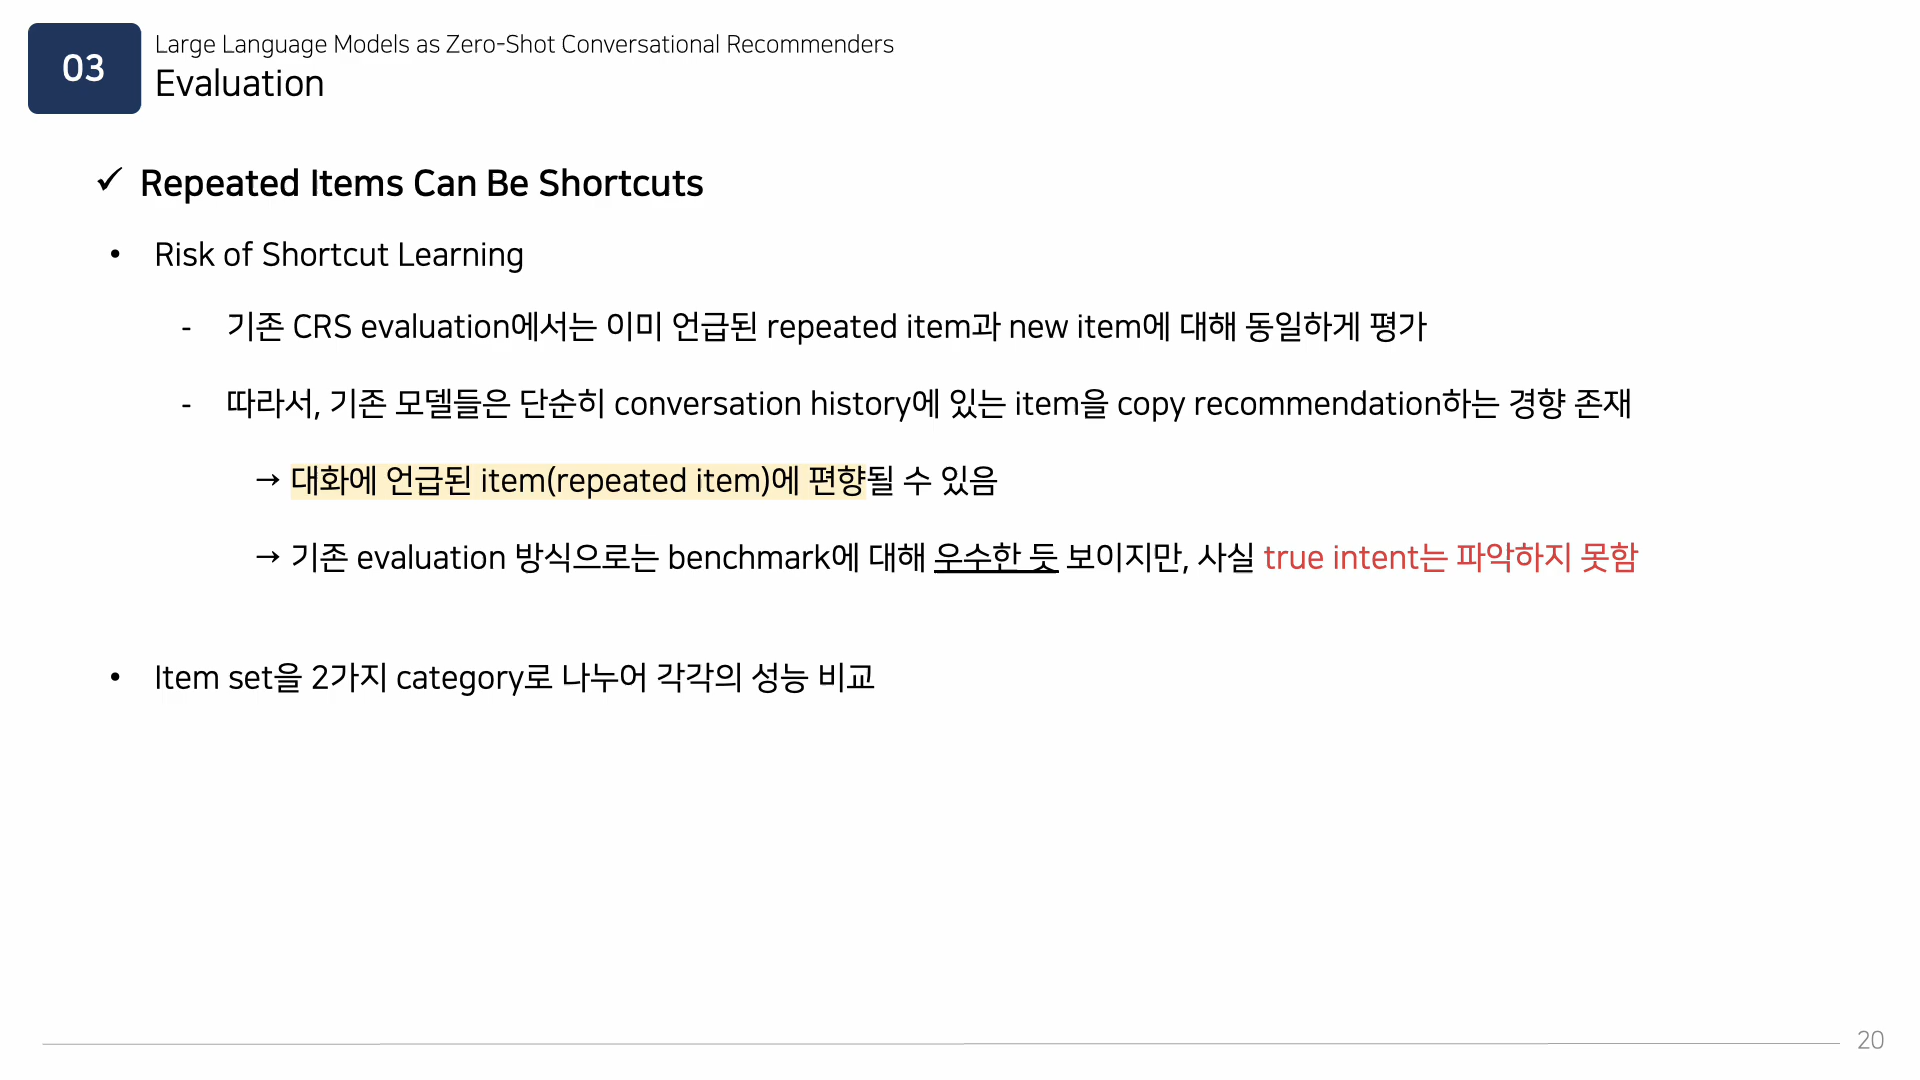 03
Large Language Models as Zero-Shot Conversational Recommenders
Evaluation
✓ Repeated Items Can Be Shortcuts
• Risk of Shortcut Learning
- 기존 CRS evaluation에서는 이미 언급된 repeated item과 new item에 대해 동일하게 평가
- 따라서, 기존 모델들은 단순히 conversation history에 있는 item을 copy recommendation하는 경향 존재
→ 대화에 언급된 item(repeated item)에 편향될 수 있음
→ 기존 evaluation 방식으로는 benchmark에 대해 우수한 듯 보이지만, 사실 true intent는 파악하지 못함
• Item set을 2가지 category로 나누어 각각의 성능 비교
20